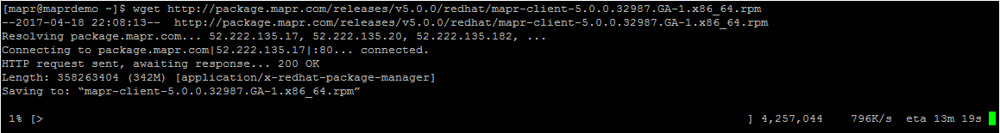 [mapr@maprdemo ~]$ wget http://package.mapr.com/releases/v5.0.0/redhat/mapr-client-5.0.0.32987.GA-1.x86_64.rpm
--2017-04-18 22:08:13--  http://package.mapr.com/releases/v5.0.0/redhat/mapr-client-5.0.0.32987.GA-1.x86_64.rpm
Resolving package.mapr.com... 52.222.135.17, 52.222.135.20, 52.222.135.182, ...
Connecting to package.mapr.com|52.222.135.17|:80... connected.
HTTP request sent, awaiting response... 200 OK
Length: 358263404 (342M) [application/x-redhat-package-manager]
Saving to: “mapr-client-5.0.0.32987.GA-1.x86_64.rpm”
1% [> ] 4,257,044 796K/s eta 13m 19s